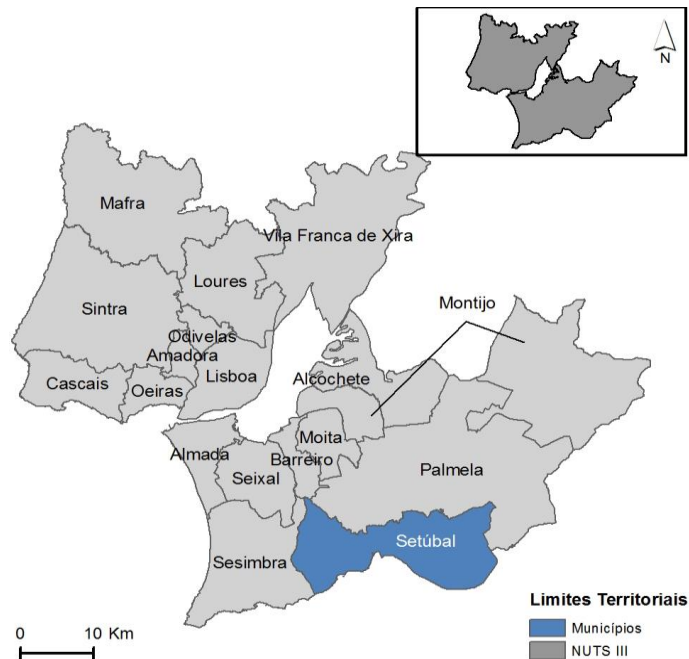 N
Mafra
Vila Franca de Xira
Loures
Sintra
Montijo
Odivelas
Amadora
Lisboa
Alcochete
Cascais
Oeiras
Moita
Almada
Barreiro
Seixal
Palmela
Setúbal
Sesimbra
Limites Territoriais
Municípios
NUTS III
0 10 Km